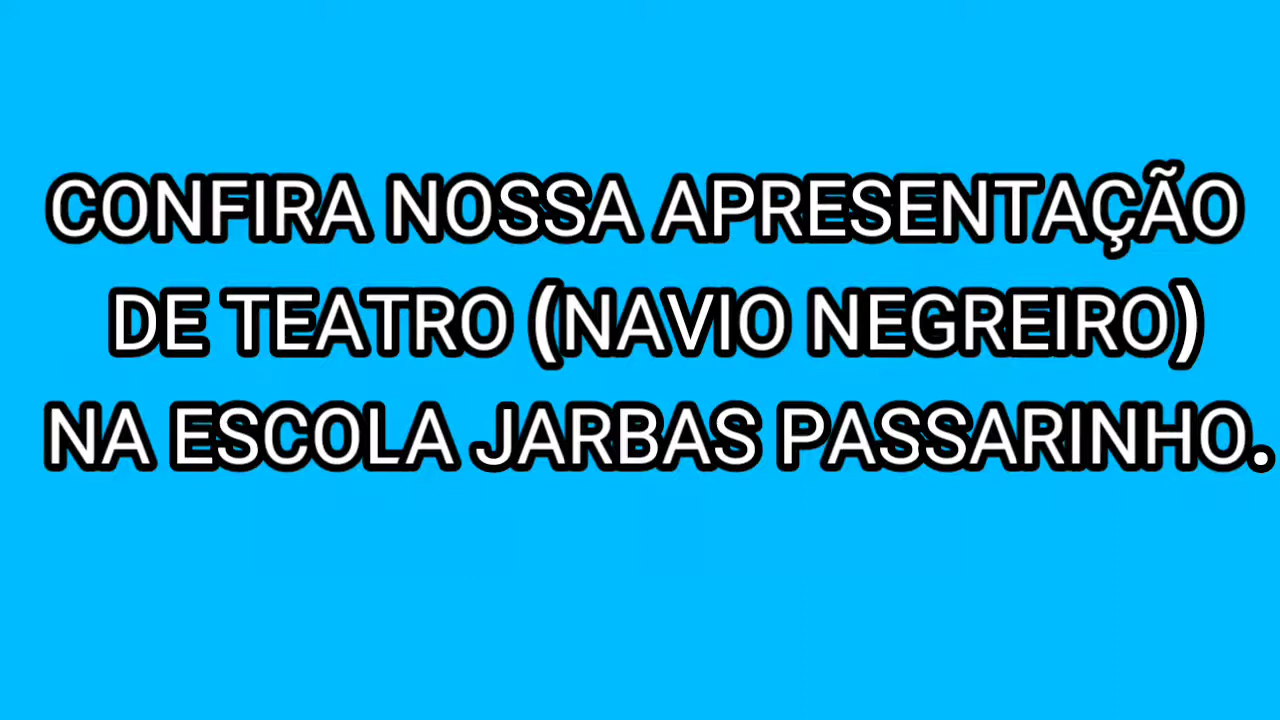 CONFIRA NOSSA APRESENTAÇÃO
DE TEATRO (NAVIO NEGREIRO)
NA ESCOLA JARBAS PASSARINHO.